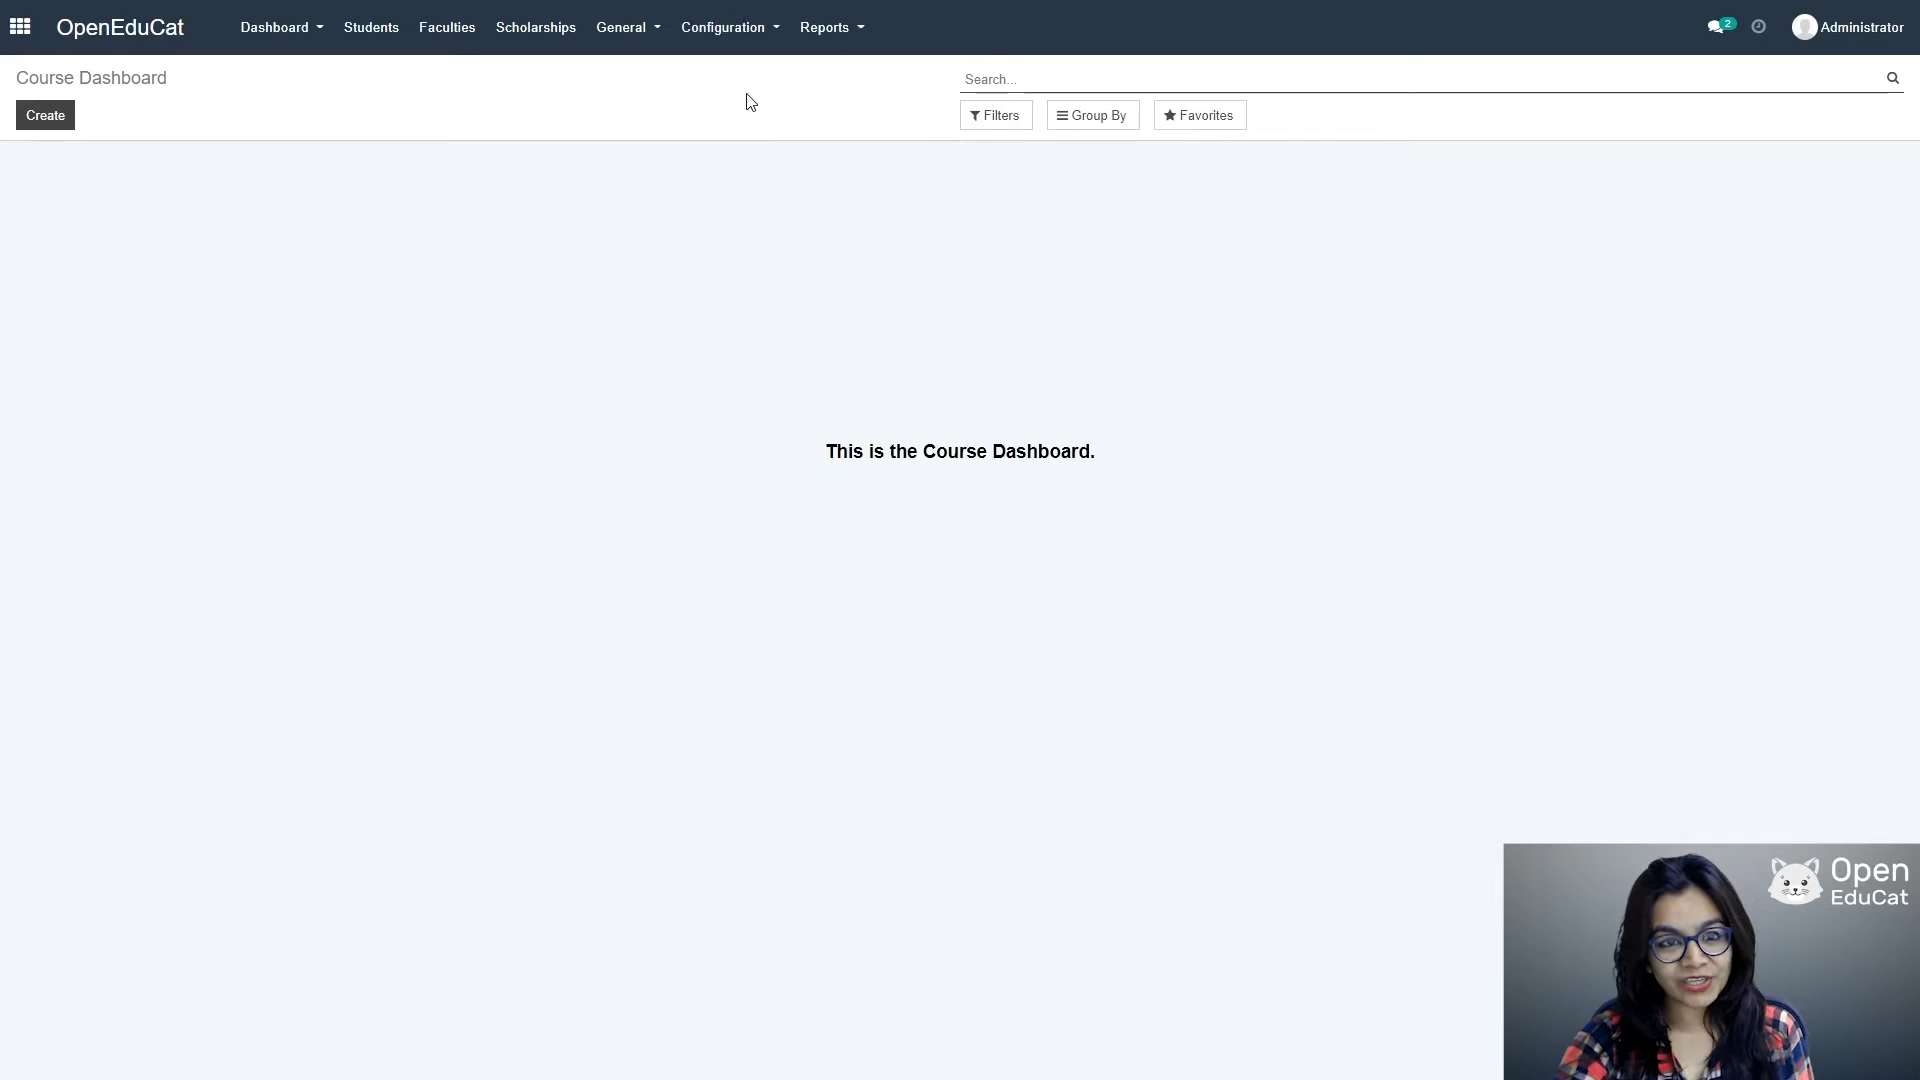 OpenEduCat
Dashboard
Students
Faculties
Scholarships
General
Configuration
Reports
2
Administrator
Course Dashboard
Search...
Create
Filters
Group By
Favorites
This is the Course Dashboard.
Open
EduCat